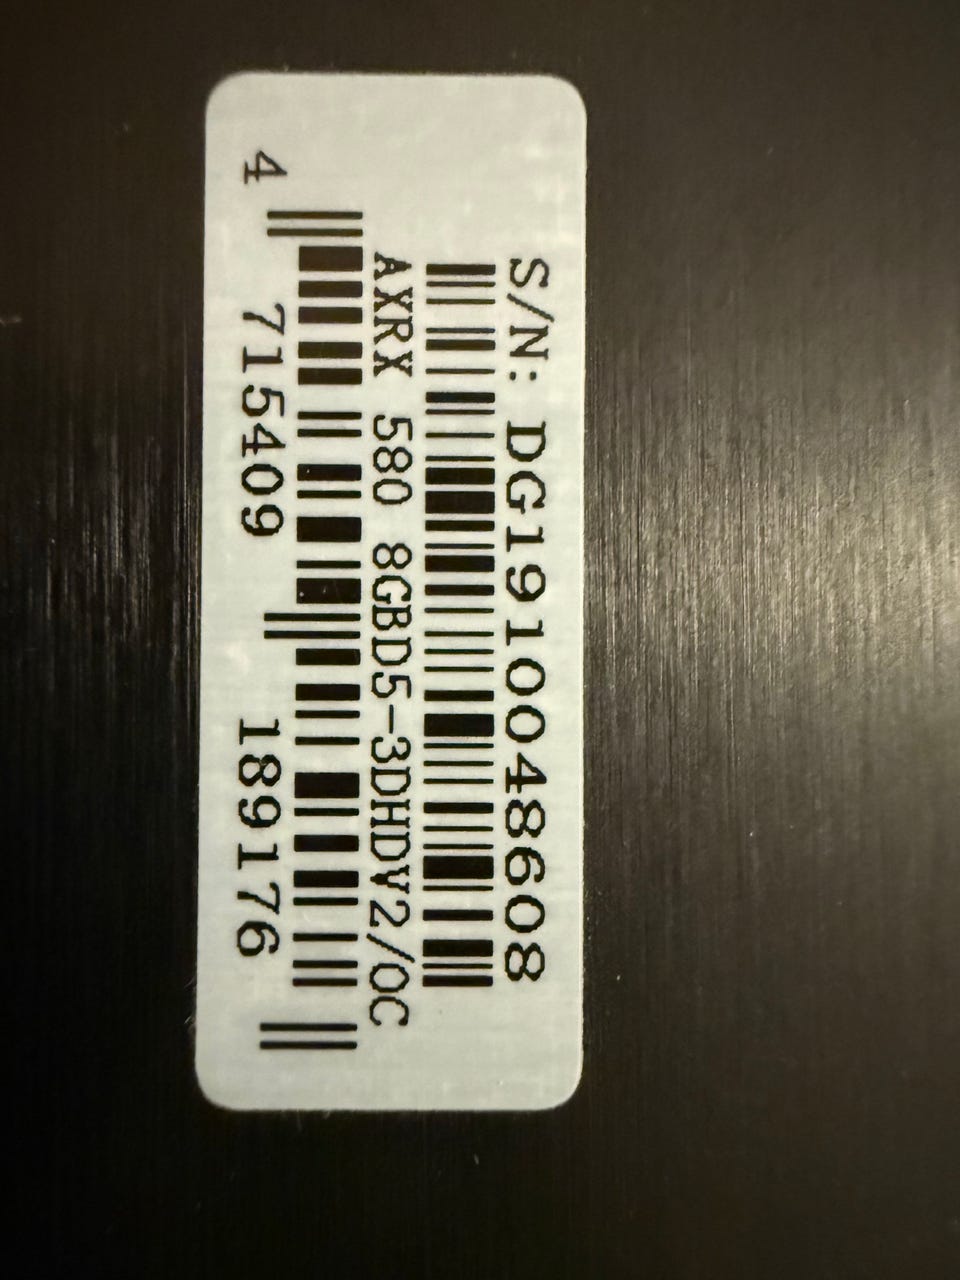 S/N: DG1910048608
AXRX 580 8GBD5-3DHDV2/OC
4 715409 189176